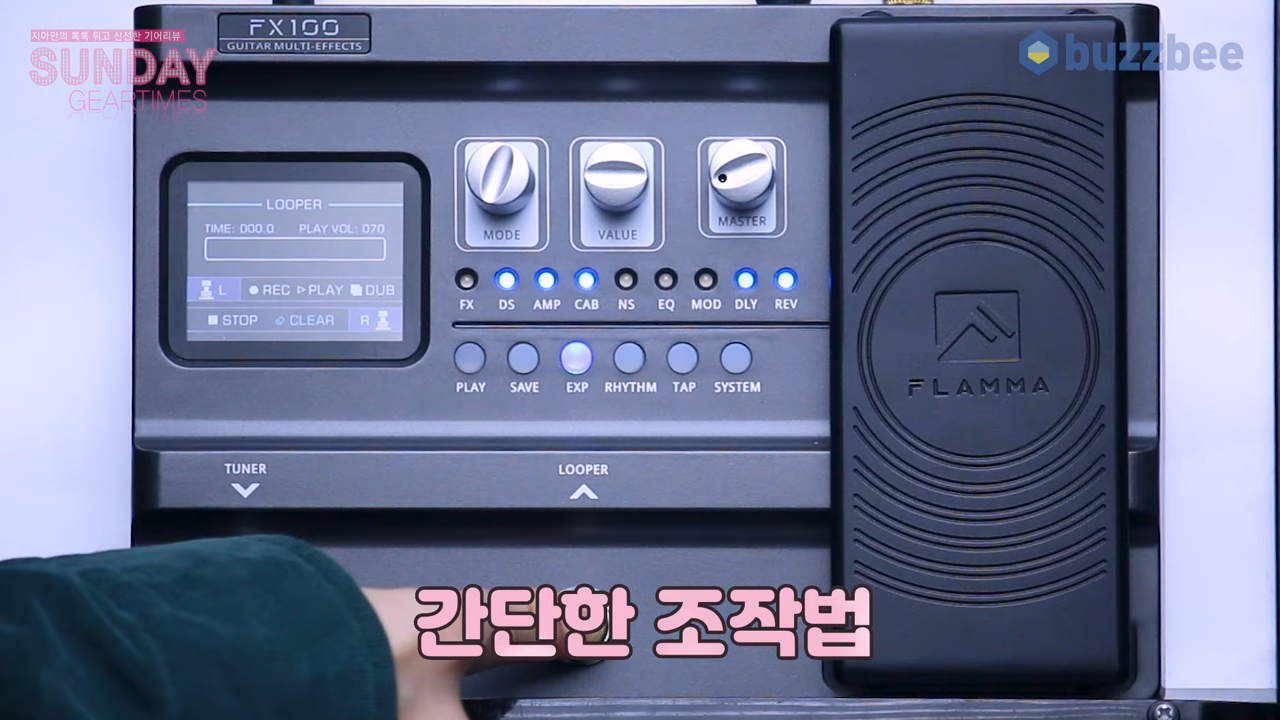 FX100
GUITAR MULTI-EFFECTS
지아만의 톡톡 튀고 신선한 기어리뷰
SUNDAY
GEARTIMES
buzzbee
LOOPER
TIME: 000.0 PLAY VOL: 070
L REC PLAY DUB
STOP CLEAR R
MODE VALUE MASTER
FX DS AMP CAB NS EQ MOD DLY REV
PLAY SAVE EXP RHYTHM TAP SYSTEM
FLAMMA
TUNER LOOPER
간단한 조작법